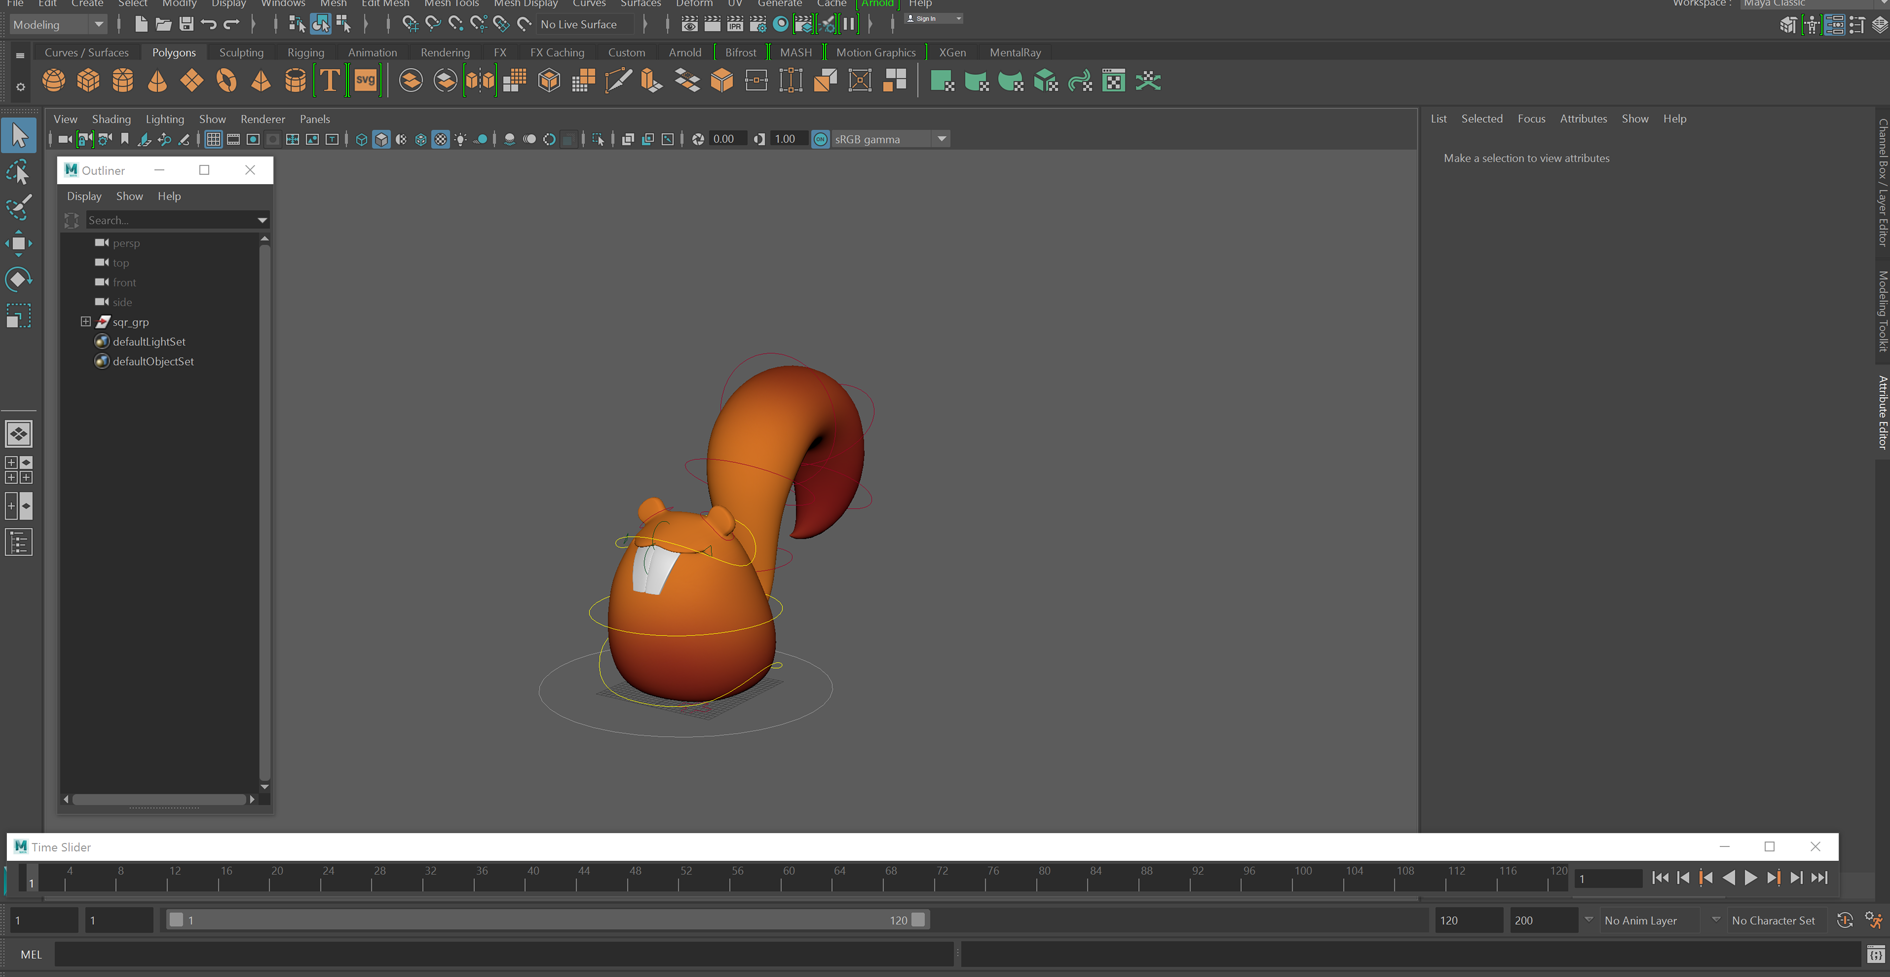 File Edit Create Select Modify Display Windows Mesh Edit Mesh Mesh Tools Mesh Display Curves Surfaces Deform UV Generate Cache Arnold Help Workspace : Maya Classic
Modeling IPR No Live Surface Sign In
Curves / Surfaces Polygons Sculpting Rigging Animation Rendering FX FX Caching Custom Arnold Bifrost MASH Motion Graphics XGen MentalRay
T SVG
View Shading Lighting Show Renderer Panels
0.00 1.00 ON sRGB gamma
List Selected Focus Attributes Show Help
Make a selection to view attributes
Channel Box / Layer Editor
Modeling Toolkit
Attribute Editor
M Outliner
Display Show Help
Search...
persp
top
front
side
sqr_grp
defaultLightSet
defaultObjectSet
M Time Slider
1 4 8 12 16 20 24 28 32 36 40 44 48 52 56 60 64 68 72 76 80 84 88 92 96 100 104 108 112 116 120 1
1 1 1 120 120 200 No Anim Layer No Character Set
MEL